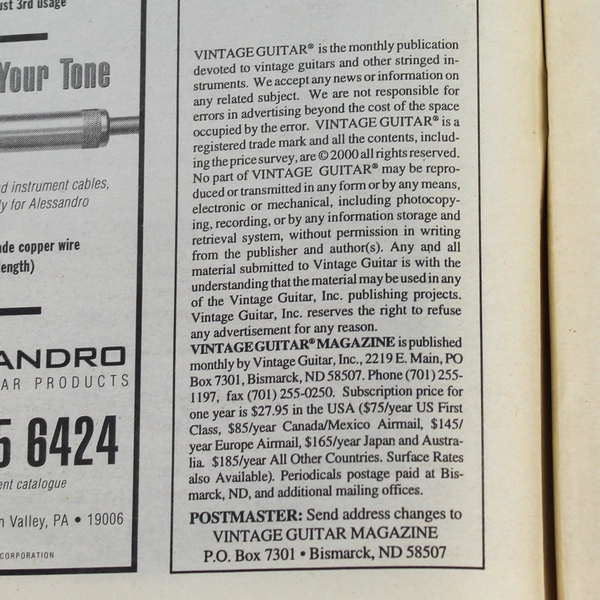 ust 3rd usage
Your Tone
d instrument cables,
ly for Alessandro
ade copper wire
length)
ANDRO
AR PRODUCTS
5 6424
ent catalogue
n Valley, PA • 19006
CORPORATION
VINTAGE GUITAR® is the monthly publication
devoted to vintage guitars and other stringed in-
struments. We accept any news or information on
any related subject. We are not responsible for
errors in advertising beyond the cost of the space
occupied by the error. VINTAGE GUITAR® is a
registered trade mark and all the contents, includ-
ing the price survey, are © 2000 all rights reserved.
No part of VINTAGE GUITAR® may be repro-
duced or transmitted in any form or by any means,
electronic or mechanical, including photocopy-
ing, recording, or by any information storage and
retrieval system, without permission in writing
from the publisher and author(s). Any and all
material submitted to Vintage Guitar is with the
understanding that the material may be used in any
of the Vintage Guitar, Inc. publishing projects.
Vintage Guitar, Inc. reserves the right to refuse
any advertisement for any reason.
VINTAGE GUITAR® MAGAZINE is published
monthly by Vintage Guitar, Inc., 2219 E. Main, PO
Box 7301, Bismarck, ND 58507. Phone (701) 255-
1197, fax (701) 255-0250. Subscription price for
one year is $27.95 in the USA ($75/year US First
Class, $85/year Canada/Mexico Airmail, $145/
year Europe Airmail, $165/year Japan and Austra-
lia. $185/year All Other Countries. Surface Rates
also Available). Periodicals postage paid at Bis-
marck, ND, and additional mailing offices.
POSTMASTER: Send address changes to
VINTAGE GUITAR MAGAZINE
P.O. Box 7301 • Bismarck, ND 58507